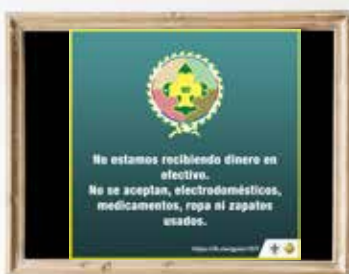 No estamos recibiendo dinero en
efectivo.
No se aceptan, electrodomésticos,
medicamentos, ropa ni zapatos
usados.